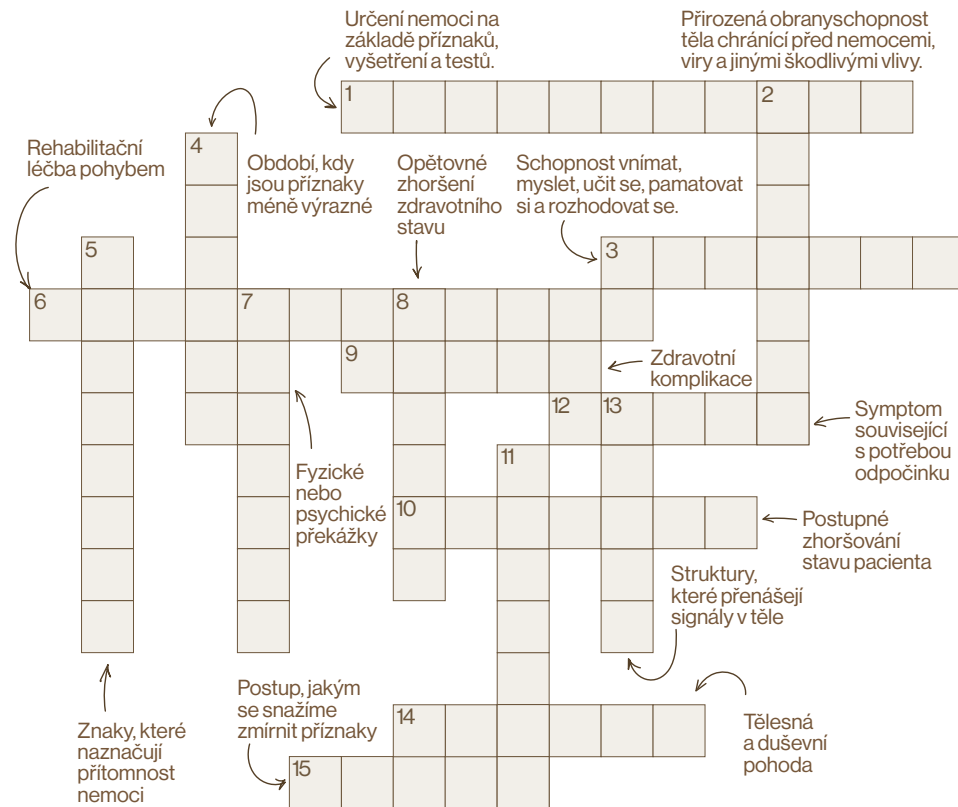 Určení nemoci na
základě příznaků,
vyšetření a testů.
Přirozená obranyschopnost
těla chránící před nemocemi,
viry a jinými škodlivými vlivy.
1
2
4
Rehabilitační
léčba pohybem
Období, kdy
jsou příznaky
méně výrazné
Opětovné
zhoršení
zdravotního
stavu
Schopnost vnímat,
myslet, učit se, pamatovat
si a rozhodovat se.
5
3
6
7
8
9
Zdravotní
komplikace
12
13
Symptom
související
s potřebou
odpočinku
11
Fyzické
nebo
psychické
překážky
10
Postupné
zhoršování
stavu pacienta
Struktury,
které přenášejí
signály v těle
Znaky, které
naznačují
přítomnost
nemoci
Postup, jakým
se snažíme
zmírnit příznaky
14
Tělesná
a duševní
pohoda
15